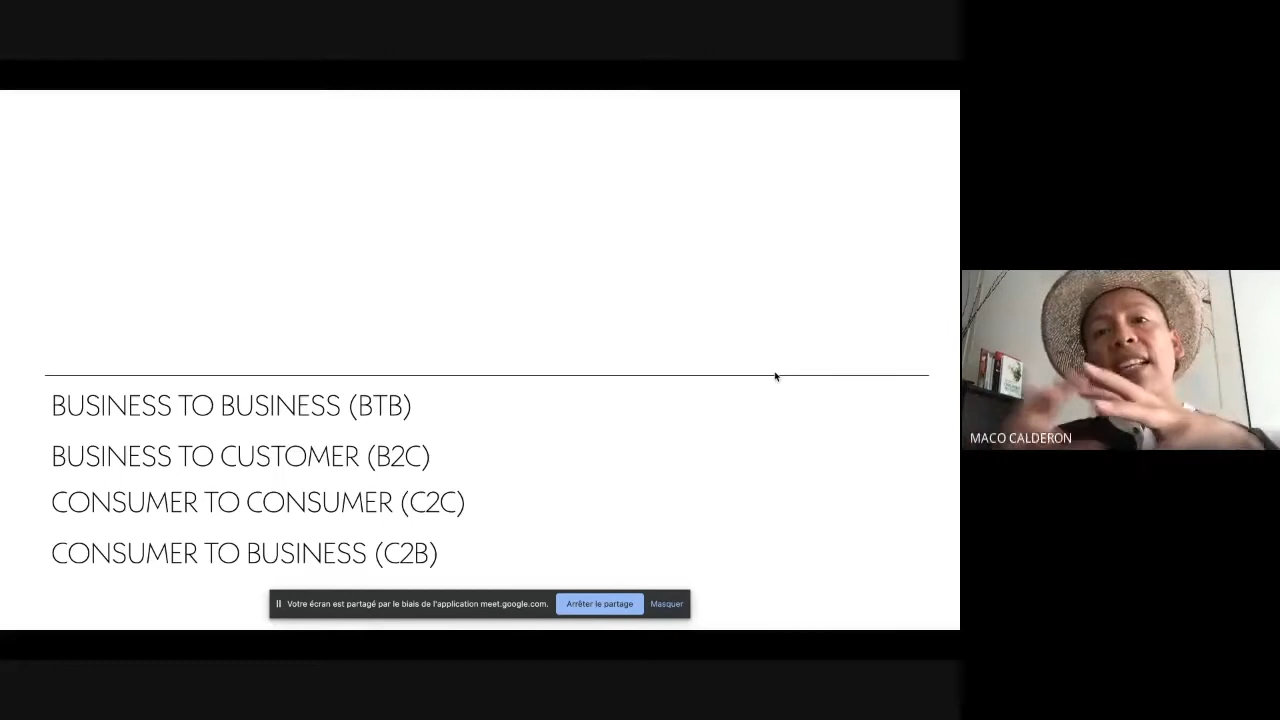 BUSINESS TO BUSINESS (BTB)
BUSINESS TO CUSTOMER (B2C)
CONSUMER TO CONSUMER (C2C)
CONSUMER TO BUSINESS (C2B)
Votre écran est partagé par le biais de l'application meet.google.com. Arrêter le partage Masquer
MACO CALDERON